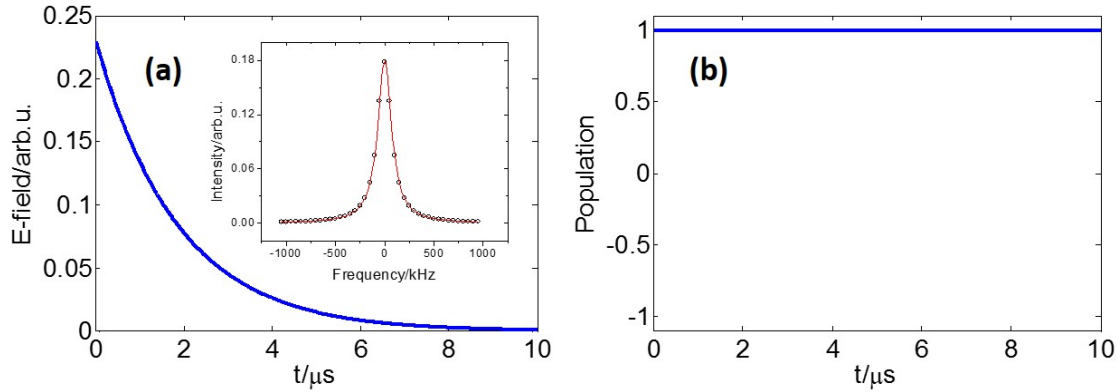 0.25
0.2
0.15
0.1
0.05
0
E-field/arb.u.
(a)
0.18
0.12
0.06
0.00
Intensity/arb.u.
-1000 -500 0 500 1000
Frequency/kHz
0 2 4 6 8 10
t/μs
1
0.5
0
-0.5
-1
Population
(b)
0 2 4 6 8 10
t/μs